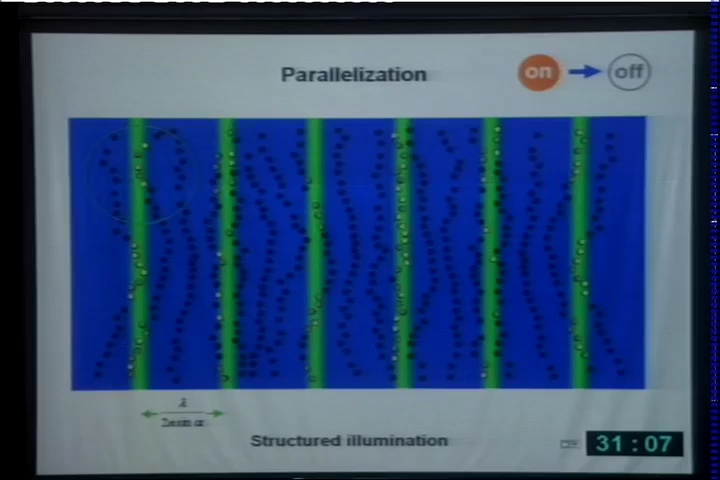 Parallelization
on
off
λ
2n sin α
Structured illumination
31:07